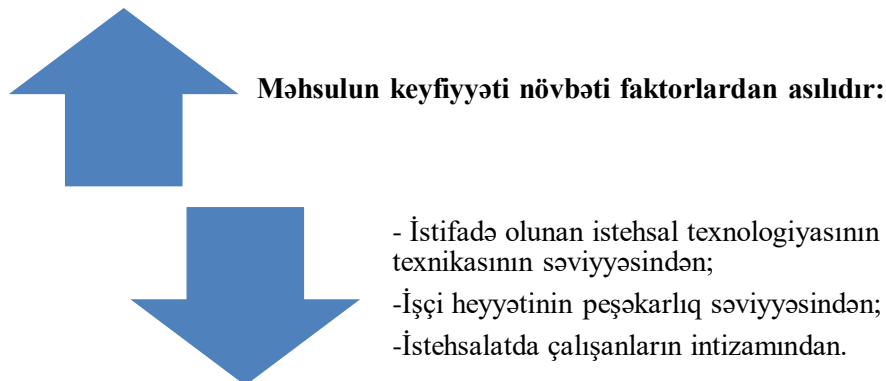 Məhsulun keyfiyyəti növbəti faktorlardan asılıdır:
- İstifadə olunan istehsal texnologiyasının
texnikasının səviyyəsindən;
-İşçi heyyətinin peşəkarlıq səviyyəsindən;
-İstehsalatda çalışanların intizamından.